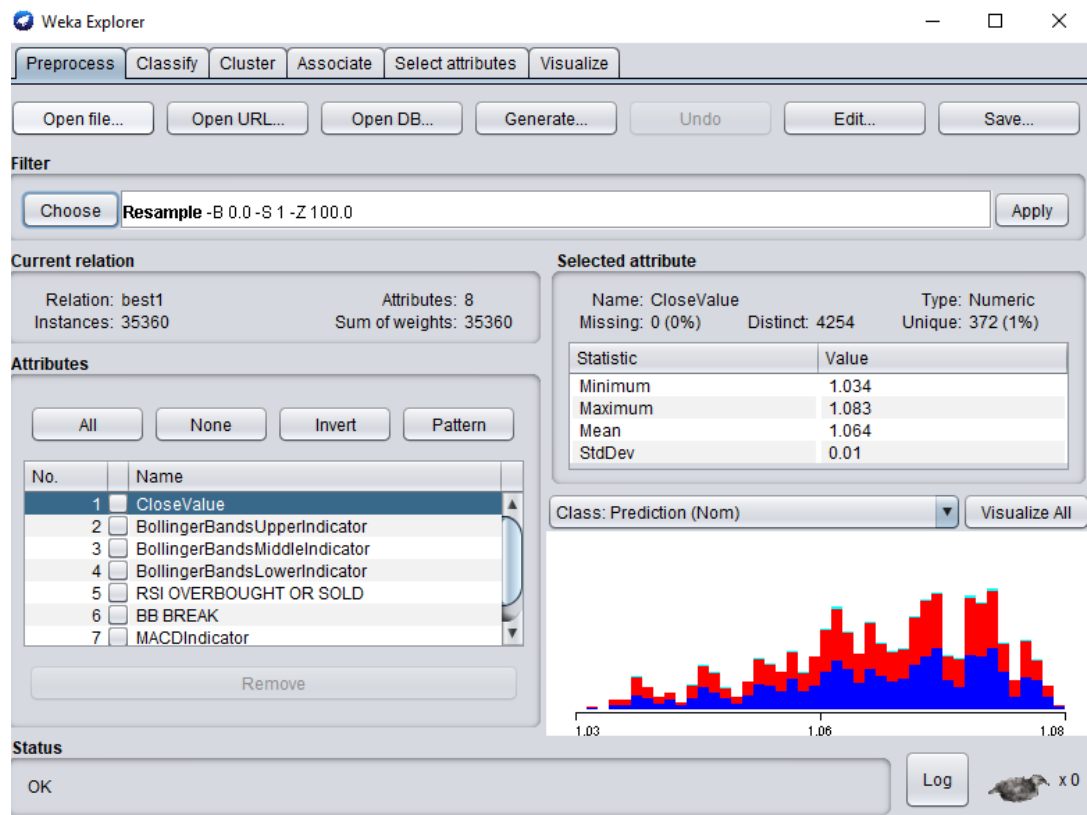 Weka Explorer
Preprocess Classify Cluster Associate Select attributes Visualize
Open file... Open URL... Open DB... Generate... Undo Edit... Save...
Filter
Choose Resample -B 0.0 -S 1 -Z 100.0 Apply
Current relation
Relation: best1 Attributes: 8
Instances: 35360 Sum of weights: 35360
Attributes
All None Invert Pattern
No. Name
1 CloseValue
2 BollingerBandsUpperIndicator
3 BollingerBandsMiddleIndicator
4 BollingerBandsLowerIndicator
5 RSI OVERBOUGHT OR SOLD
6 BB BREAK
7 MACDIndicator
Remove
Selected attribute
Name: CloseValue Type: Numeric
Missing: 0 (0%) Distinct: 4254 Unique: 372 (1%)
Statistic Value
Minimum 1.034
Maximum 1.083
Mean 1.064
StdDev 0.01
Class: Prediction (Nom) Visualize All
1.03 1.06 1.08
Status
OK Log x 0